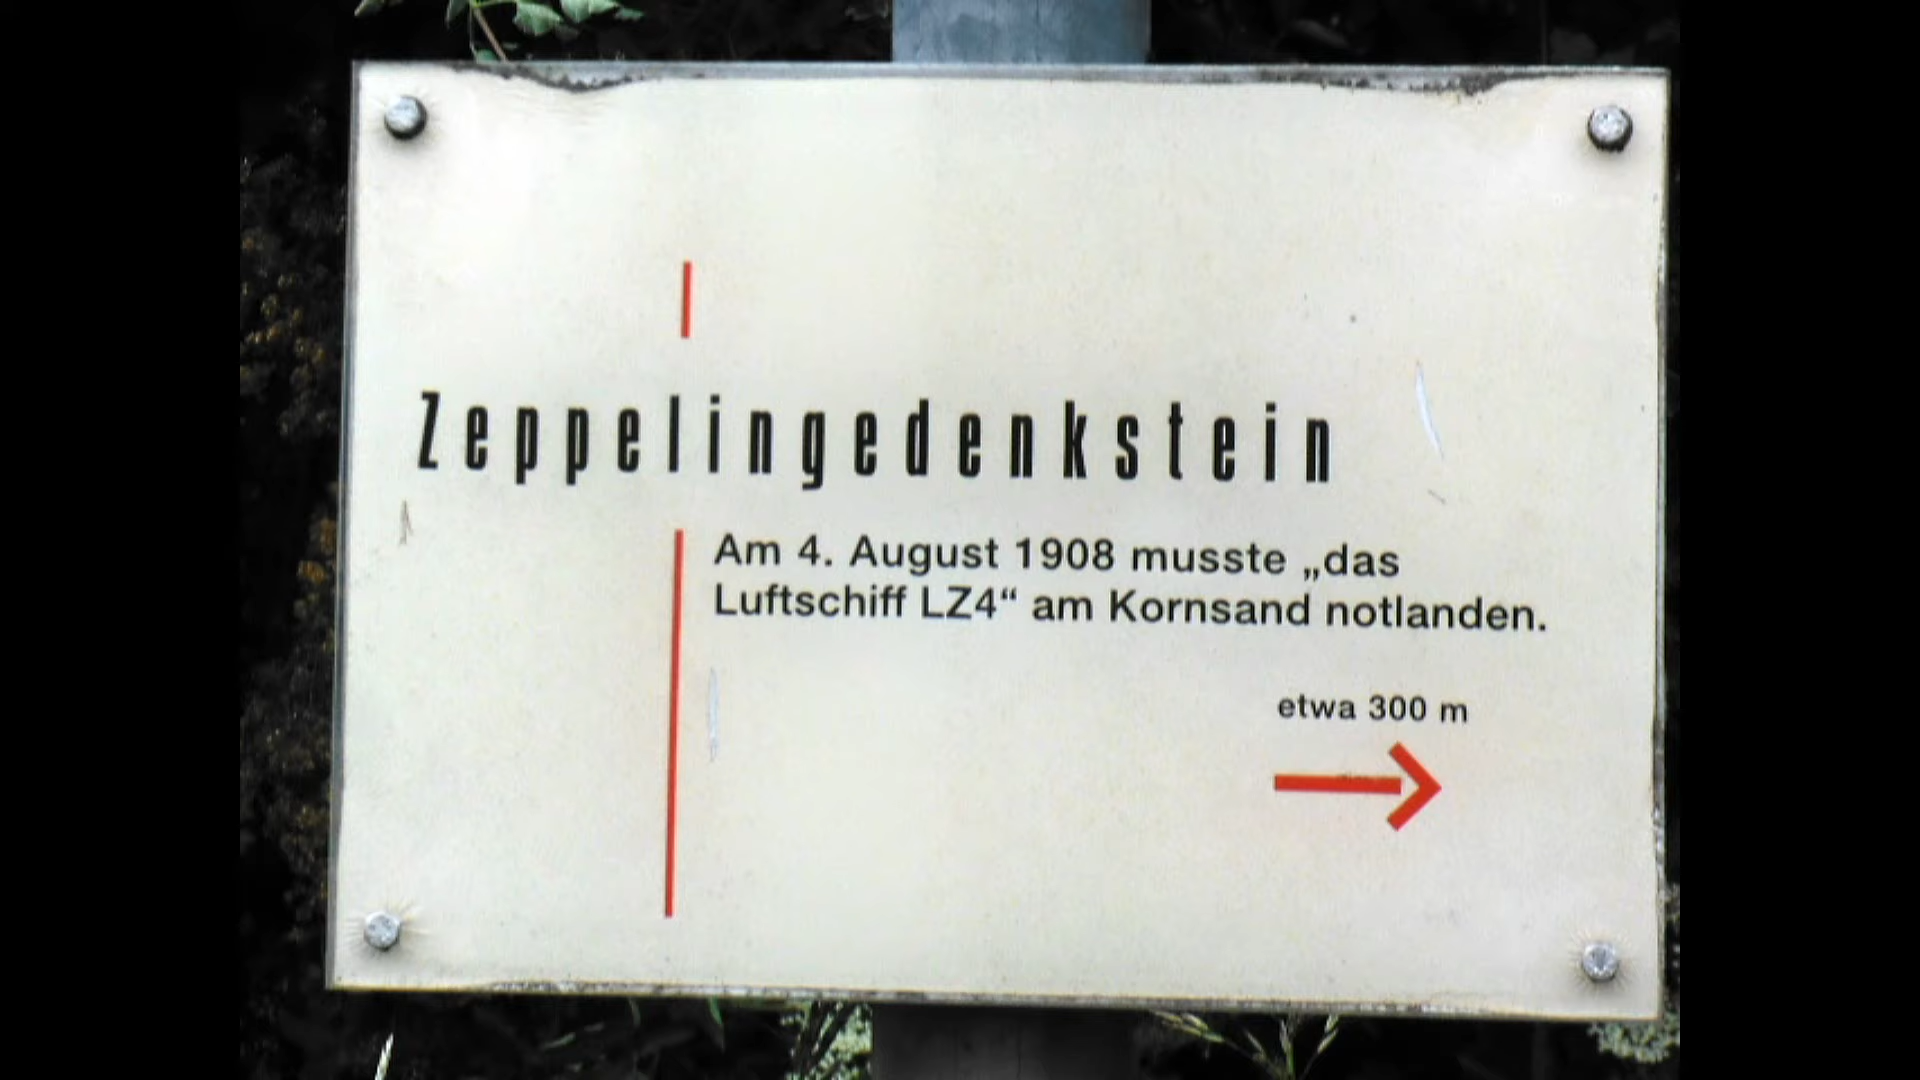 Zeppelingedenkstein
Am 4. August 1908 musste „das
Luftschiff LZ4“ am Kornsand notlanden.
etwa 300 m